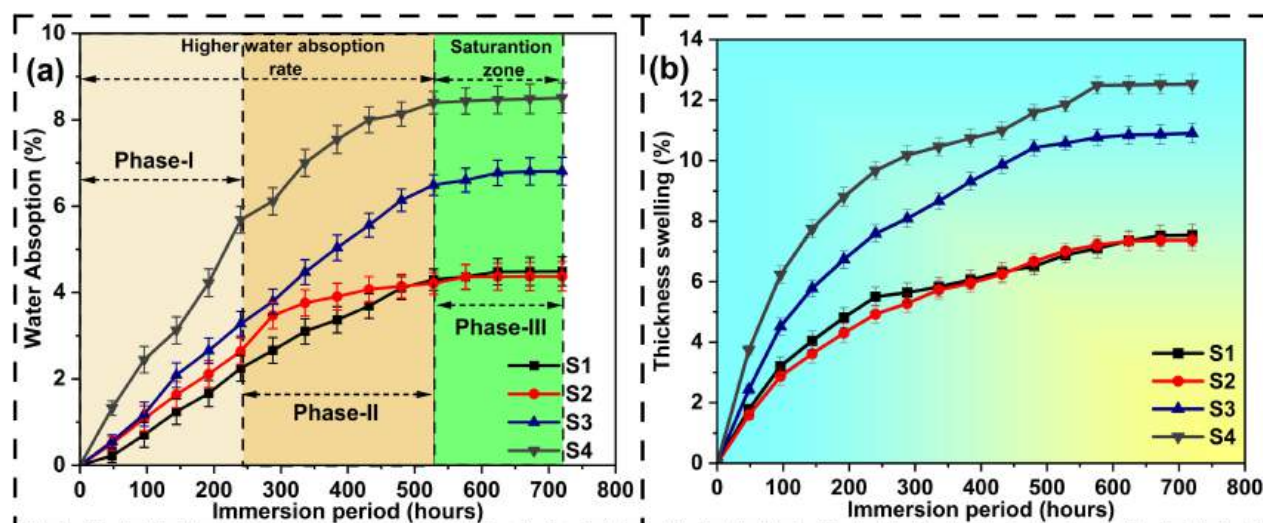 (a)
Higher water absoption
rate
Saturantion
zone
Phase-I
Phase-II
Phase-III
S1
S2
S3
S4
Water Absoption (%)
0
2
4
6
8
10
0 100 200 300 400 500 600 700 800
Immersion period (hours)
(b)
S1
S2
S3
S4
Thickness swelling (%)
0
2
4
6
8
10
12
14
0 100 200 300 400 500 600 700 800
Immersion period (hours)